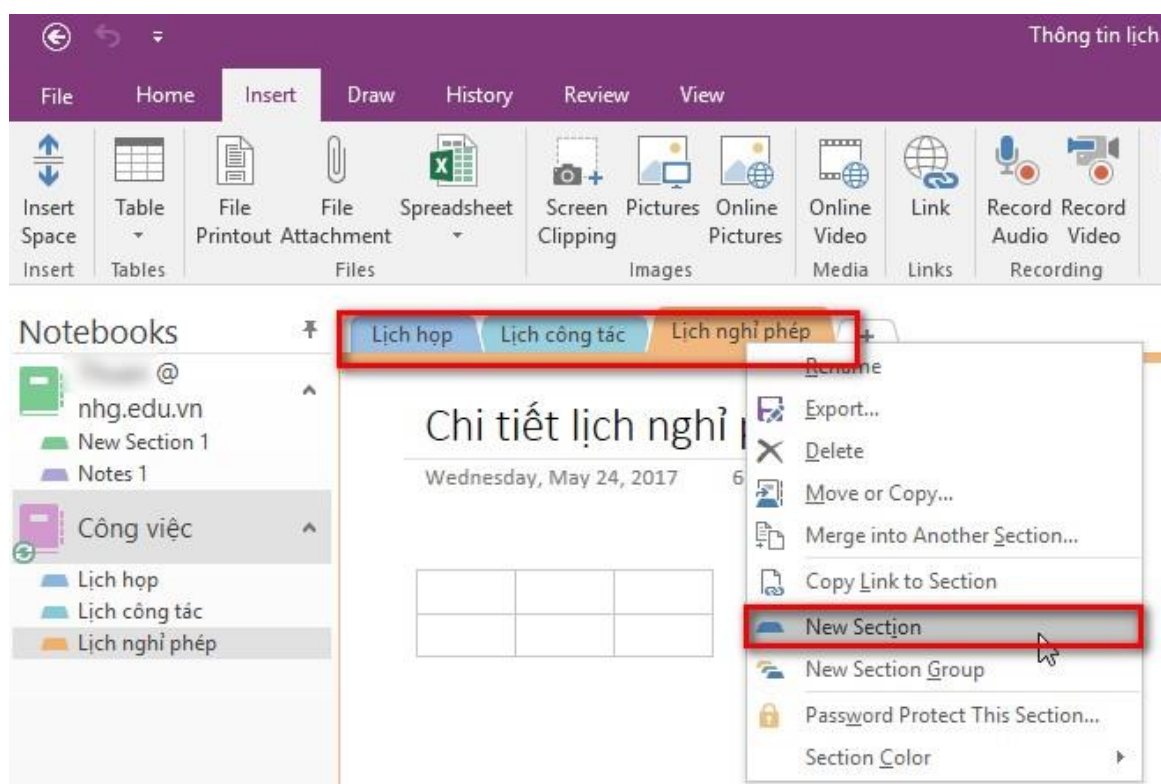 Thông tin lịch
File Home Insert Draw History Review View
Insert Space
Table
File Printout
File Attachment
Spreadsheet
Screen Clipping
Pictures
Online Pictures
Online Video
Link
Record Audio
Record Video
Insert Tables Files Images Media Links Recording
Notebooks
@
nhg.edu.vn
New Section 1
Notes 1
Công việc
Lịch họp
Lịch công tác
Lịch nghỉ phép
Lịch họp Lịch công tác Lịch nghỉ phép +
Chi tiết lịch nghỉ
Wednesday, May 24, 2017 6
Rename
Export...
Delete
Move or Copy...
Merge into Another Section...
Copy Link to Section
New Section
New Section Group
Password Protect This Section...
Section Color